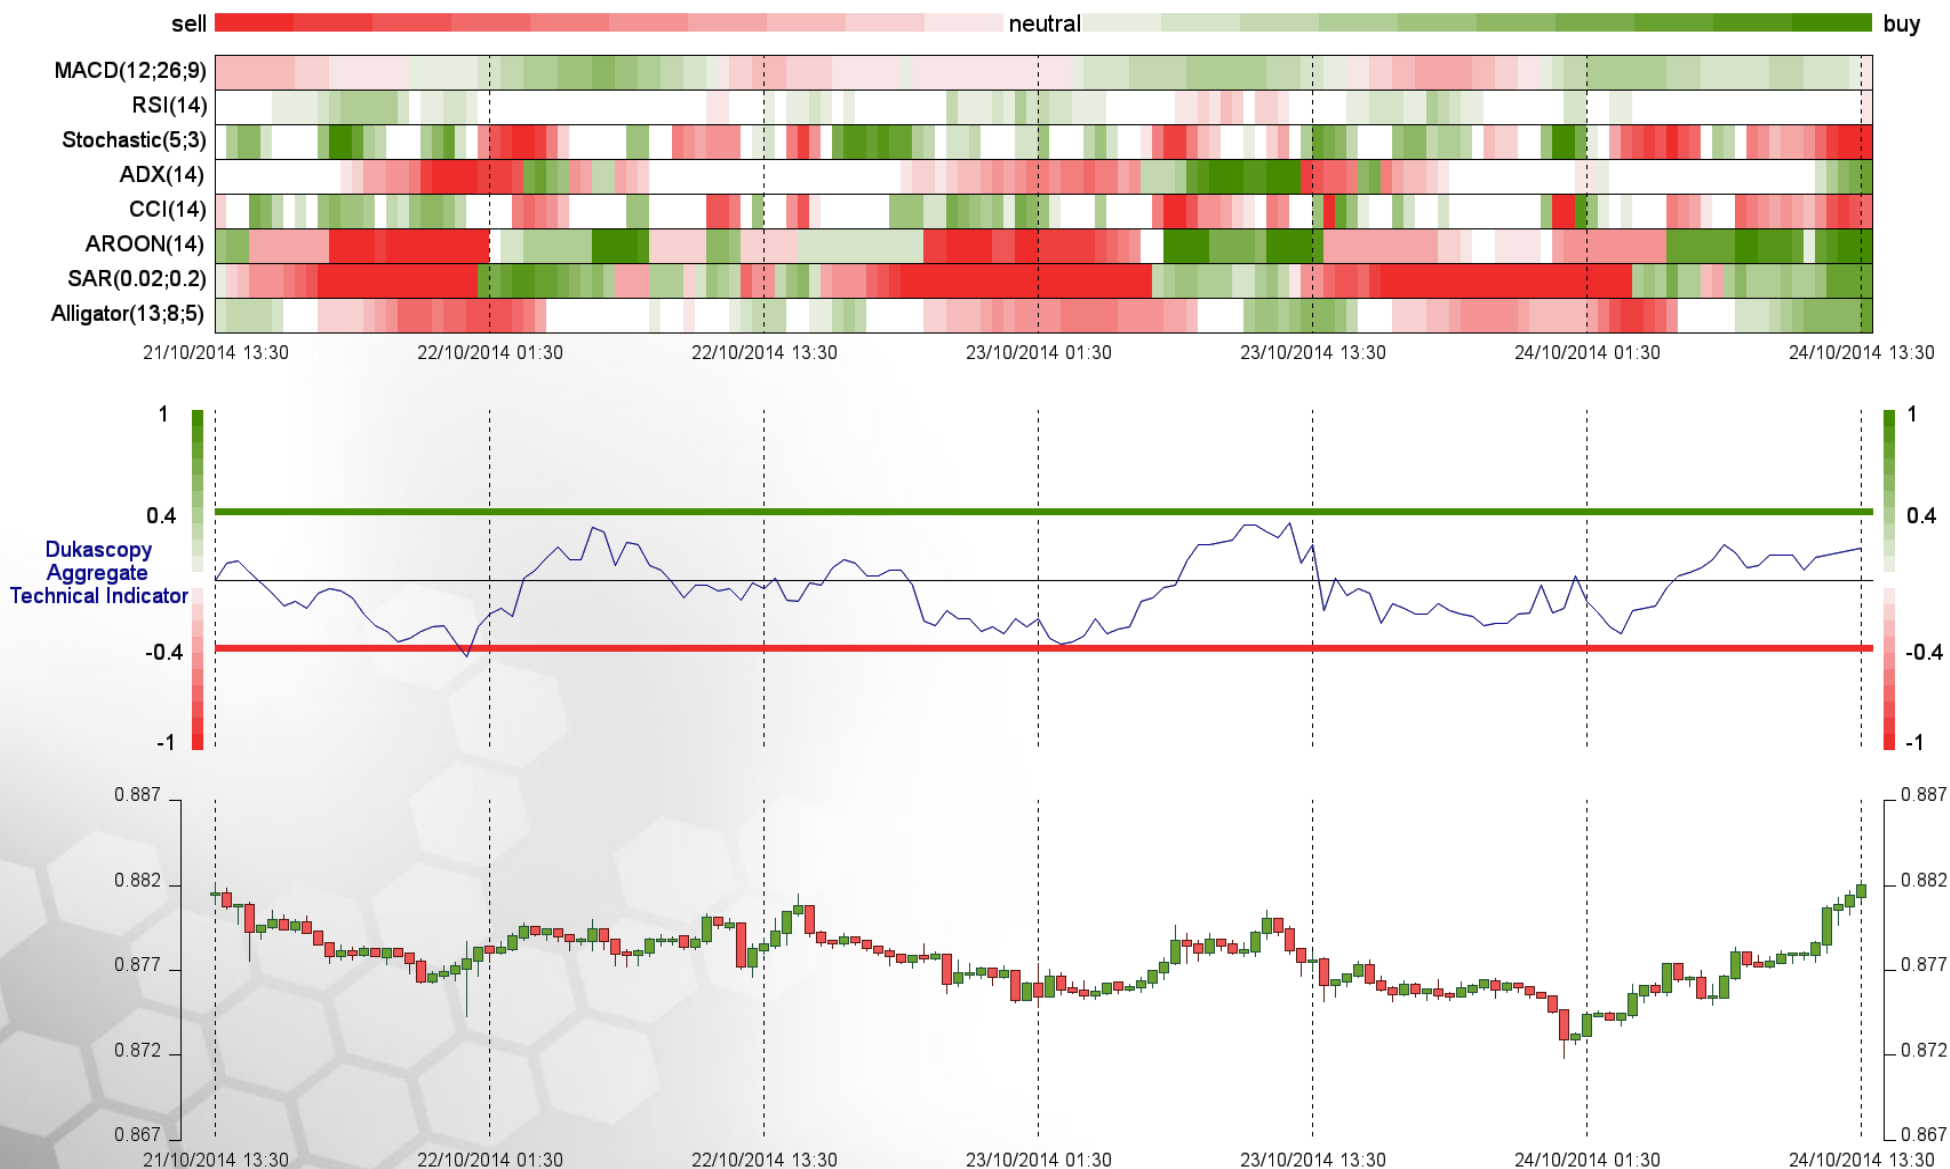 sell neutral buy
MACD(12;26;9)
RSI(14)
Stochastic(5;3)
ADX(14)
CCI(14)
AROON(14)
SAR(0.02;0.2)
Alligator(13;8;5)
21/10/2014 13:30 22/10/2014 01:30 22/10/2014 13:30 23/10/2014 01:30 23/10/2014 13:30 24/10/2014 01:30 24/10/2014 13:30
1 1
0.4 0.4
Dukascopy
Aggregate
Technical Indicator
-0.4 -0.4
-1 -1
0.887 0.887
0.882 0.882
0.877 0.877
0.872 0.872
0.867 0.867
21/10/2014 13:30 22/10/2014 01:30 22/10/2014 13:30 23/10/2014 01:30 23/10/2014 13:30 24/10/2014 01:30 24/10/2014 13:30